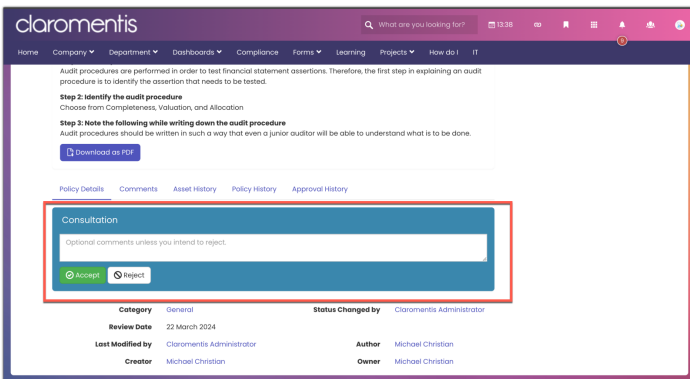 claromentis
What are you looking for?
13:38
Home Company Department Dashboards Compliance Forms Learning Projects How do I IT
Audit procedures are performed in order to test financial statement assertions. Therefore, the first step in explaining an audit
procedure is to identify the assertion that needs to be tested.
Step 2: Identify the audit procedure
Choose from Completeness, Valuation, and Allocation
Step 3: Note the following while writing down the audit procedure
Audit procedures should be written in such a way that even a junior auditor will be able to understand what is to be done.
Download as PDF
Policy Details Comments Asset History Policy History Approval History
Consultation
Optional comments unless you intend to reject.
Accept Reject
Category General Status Changed by Claromentis Administrator
Review Date 22 March 2024
Last Modified by Claromentis Administrator Author Michael Christian
Creator Michael Christian Owner Michael Christian